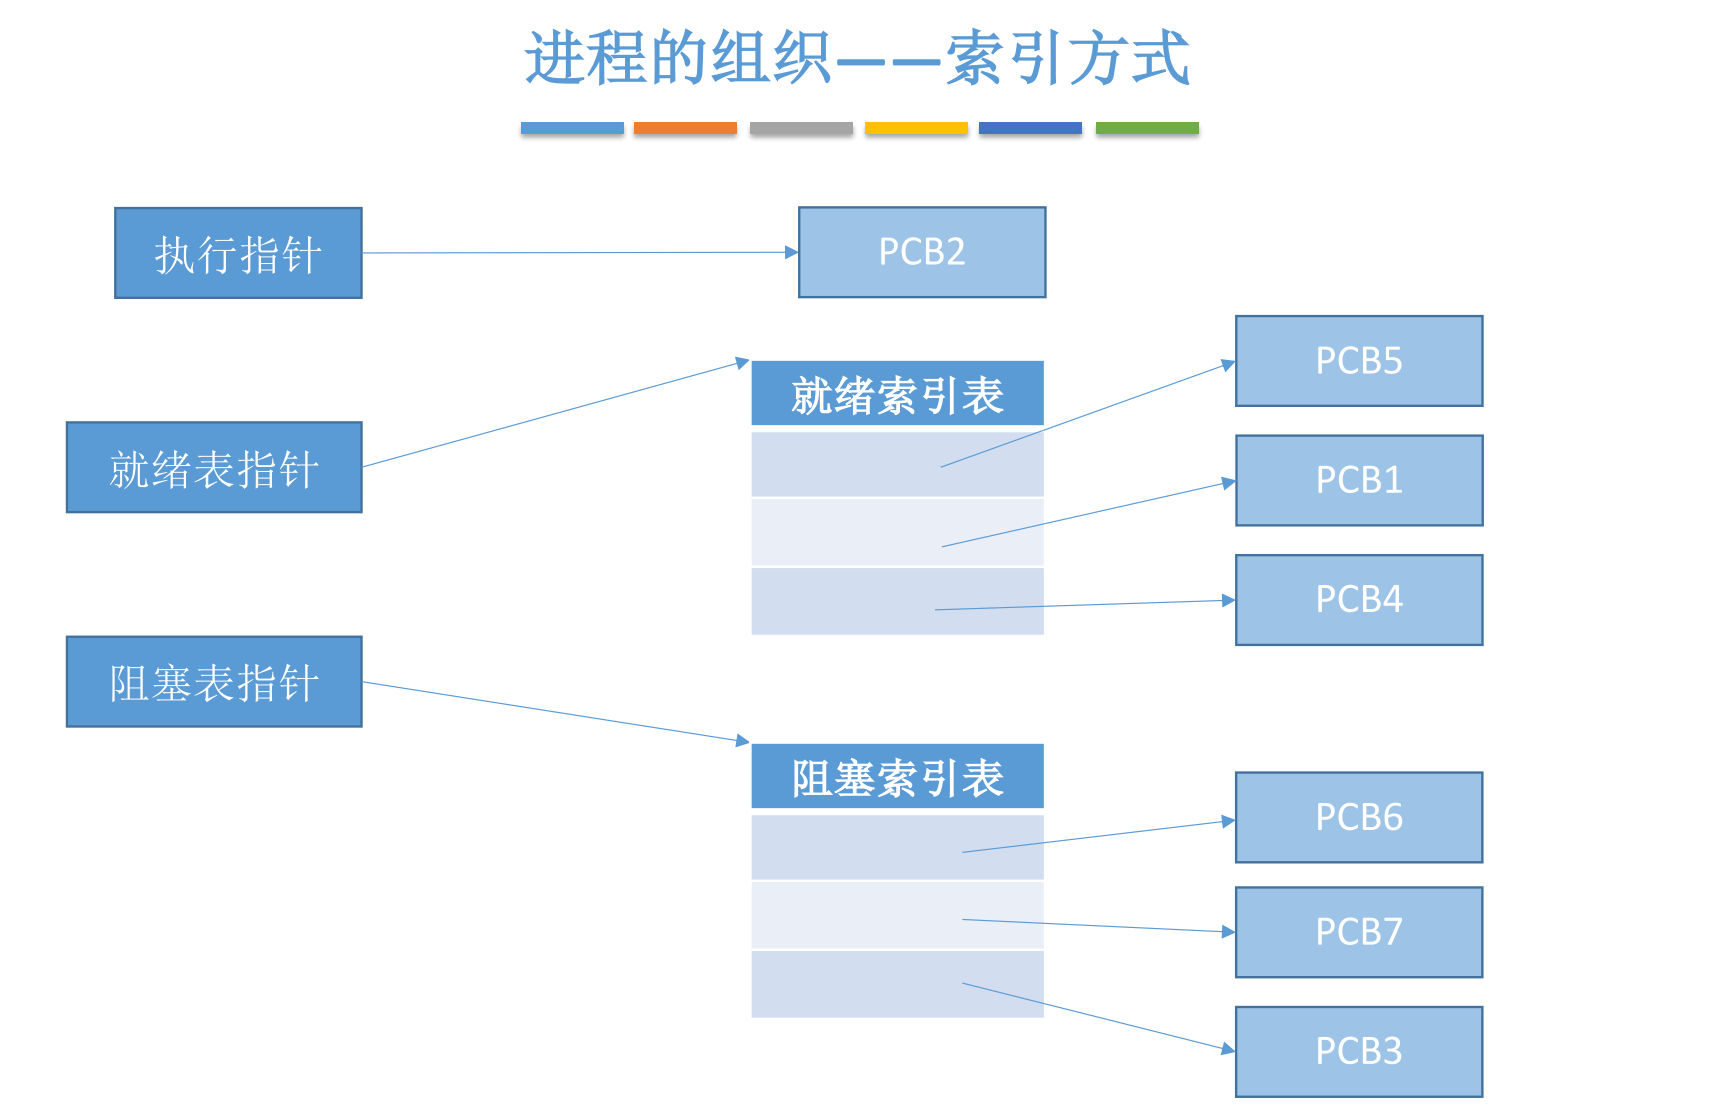 进程的组织——索引方式
执行指针
PCB2
就绪表指针
就绪索引表
PCB5
PCB1
PCB4
阻塞表指针
阻塞索引表
PCB6
PCB7
PCB3